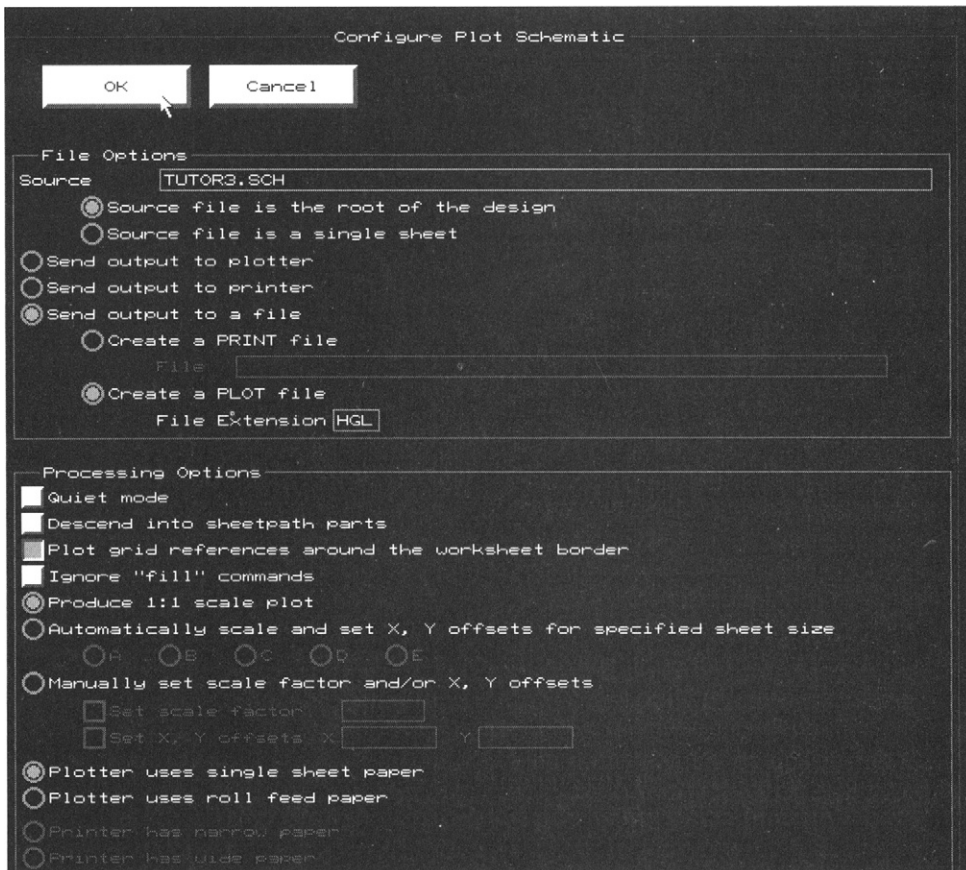 Configure Plot Schematic
OK Cancel
File Options
Source TUTOR3.SCH
Source file is the root of the design
Source file is a single sheet
Send output to plotter
Send output to printer
Send output to a file
Create a PRINT file
File
Create a PLOT file
File Extension HGL
Processing Options
Quiet mode
Descend into sheetpath parts
Plot grid references around the worksheet border
Ignore "fill" commands
Produce 1:1 scale plot
Automatically scale and set X, Y offsets for specified sheet size
A B C D E
Manually set scale factor and/or X, Y offsets
Set scale factor
Set X, Y offsets X Y
Plotter uses single sheet paper
Plotter uses roll feed paper
Printer has narrow paper
Printer has wide paper